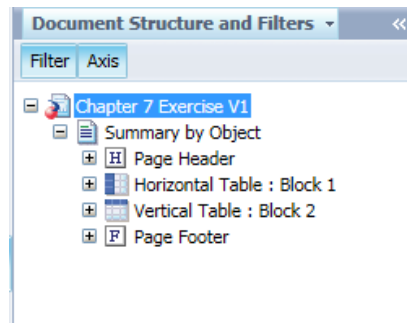 Document Structure and Filters
Filter Axis
Chapter 7 Exercise V1
Summary by Object
H Page Header
Horizontal Table : Block 1
Vertical Table : Block 2
F Page Footer